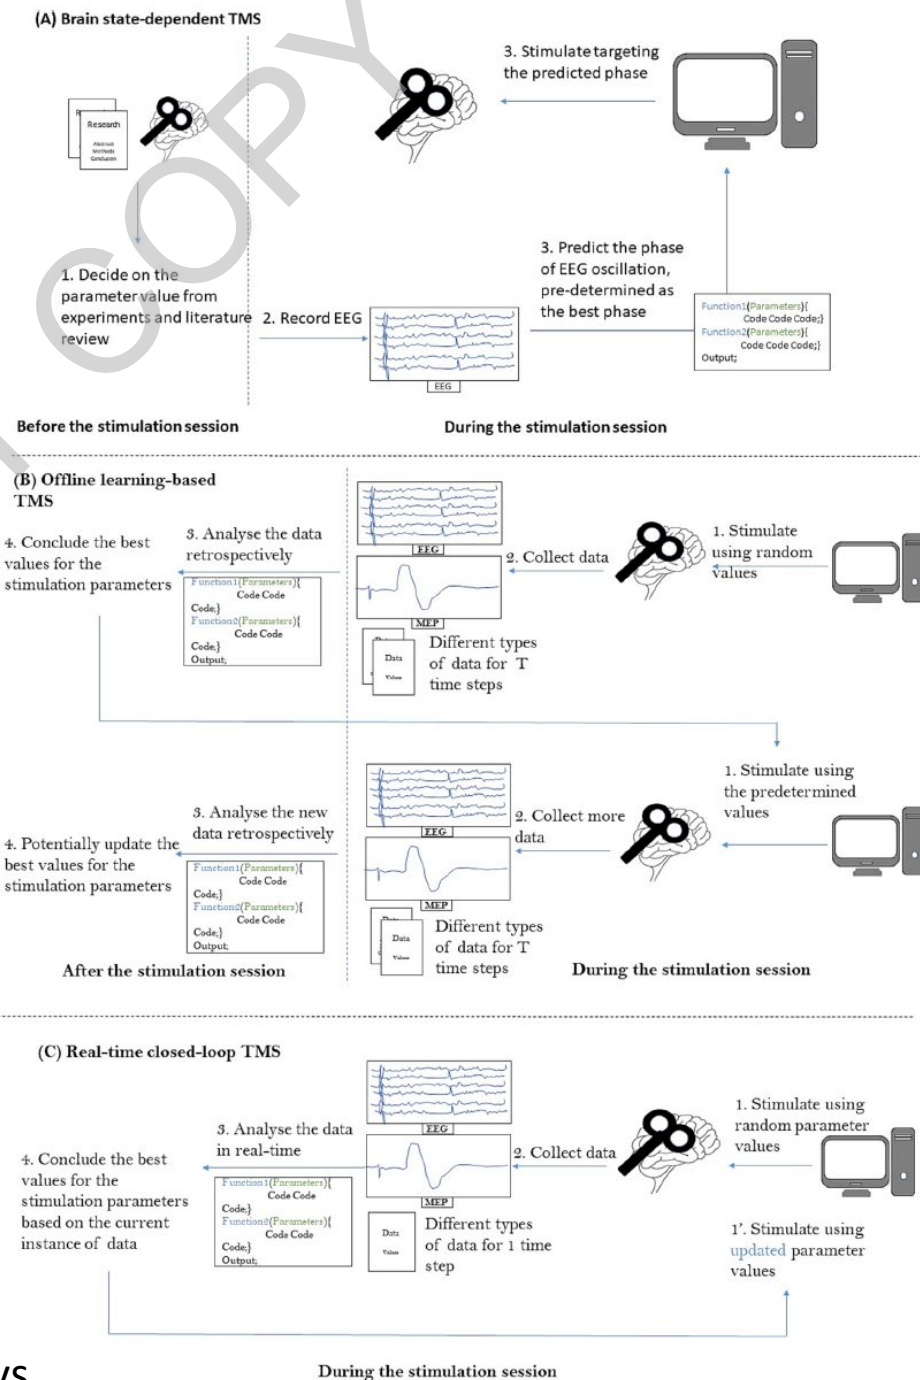 (A) Brain state-dependent TMS
COPY
Research
Abstract
Methods
Conclusion
1. Decide on the
parameter value from
experiments and literature
review
2. Record EEG
EEG
3. Predict the phase
of EEG oscillation,
pre-determined as
the best phase
Function1(Parameters){
Code Code Code;}
Function2(Parameters){
Code Code Code;}
Output;
3. Stimulate targeting
the predicted phase
Before the stimulation session
During the stimulation session
(B) Offline learning-based
TMS
1. Stimulate
using random
values
2. Collect data
EEG
MEP
Data
Values
Different types
of data for T
time steps
3. Analyse the data
retrospectively
Function1(Parameters){
Code Code
Code;}
Function2(Parameters){
Code Code
Code;}
Output;
4. Conclude the best
values for the
stimulation parameters
1. Stimulate using
the predetermined
values
2. Collect more
data
EEG
MEP
Data
Values
Different types
of data for T
time steps
3. Analyse the new
data retrospectively
Function1(Parameters){
Code Code
Code;}
Function2(Parameters){
Code Code
Code;}
Output;
4. Potentially update the
best values for the
stimulation parameters
After the stimulation session
During the stimulation session
(C) Real-time closed-loop TMS
1. Stimulate using
random parameter
values
2. Collect data
EEG
MEP
Data
Values
Different types
of data for 1 time
step
3. Analyse the data
in real-time
Function1(Parameters){
Code Code
Code;}
Function2(Parameters){
Code Code
Code;}
Output;
4. Conclude the best
values for the
stimulation parameters
based on the current
instance of data
1'. Stimulate using
updated parameter
values
During the stimulation session